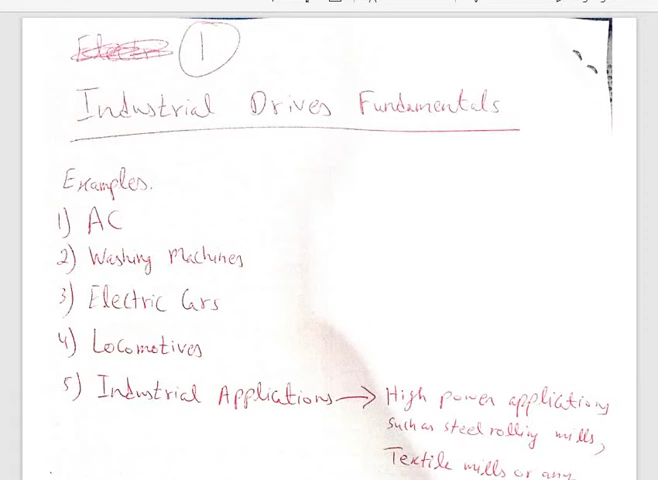 1
Industrial Drives Fundamentals
Examples.
1) AC
2) Washing Machines
3) Electric Cars
4) Locomotives
5) Industrial Applications → High power applications
such as steel rolling mills,
Textile mills or any